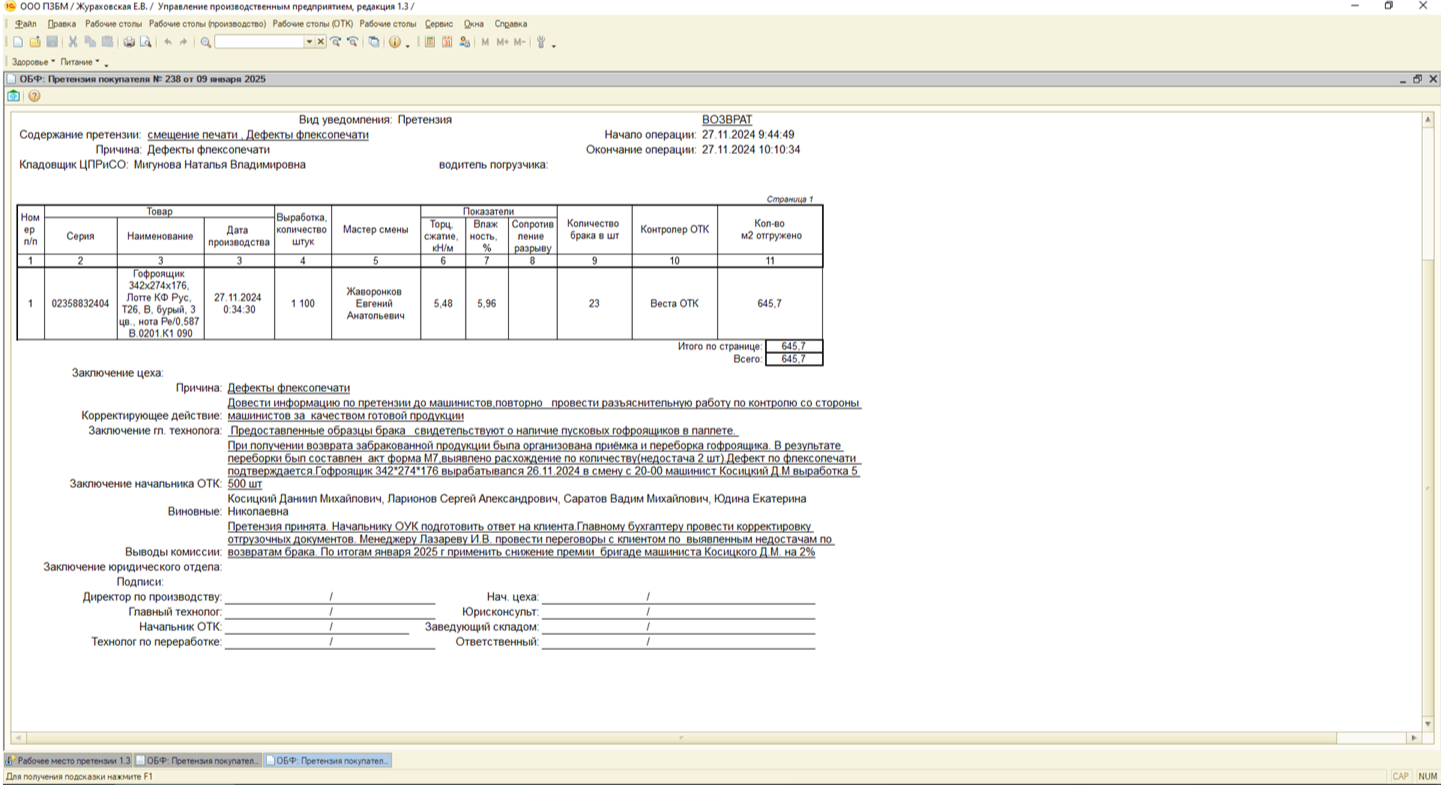 ООО ПЗБМ / Жураховская Е.В. / Управление производственным предприятием, редакция 1.3 /
Файл Правка Рабочие столы Рабочие столы (производство) Рабочие столы (ОТК) Рабочие столы Сервис Окна Справка
M M+ M-
Здоровье Питание
ОБФ: Претензия покупателя № 238 от 09 января 2025
Вид уведомления: Претензия ВОЗВРАТ
Содержание претензии: смещение печати , Дефекты флексопечати Начало операции: 27.11.2024 9:44:49
Причина: Дефекты флексопечати Окончание операции: 27.11.2024 10:10:34
Кладовщик ЦПРиСО: Мигунова Наталья Владимировна водитель погрузчика:
Страница 1
Номер п/п Товар Выработка, количество штук Мастер смены Показатели Количество брака в шт Контролер ОТК Кол-во м2 отгружено
Серия Наименование Дата производства Торц. сжатие, кН/м Влажность, % Сопротивление разрыву
1 2 3 3 4 5 6 7 8 9 10 11
Гофроящик
342х274х176,
Лотте КФ Рус,
1 02358832404 Т26, В, бурый, 3 27.11.2024 0:34:30 1 100 Жаворонков Евгений Анатольевич 5,48 5,96 23 Веста ОТК 645,7
цв., нота Ре/0,587
В.0201.К1 090
Итого по странице: 645,7
Всего: 645,7
Заключение цеха:
Причина: Дефекты флексопечати
Довести информацию по претензии до машинистов,повторно провести разъяснительную работу по контролю со стороны
Корректирующее действие: машинистов за качеством готовой продукции
Заключение гл. технолога: Предоставленные образцы брака свидетельствуют о наличие пусковых гофроящиков в паллете.
При получении возврата забракованной продукции была организована приёмка и переборка гофроящика. В результате
переборки был составлен акт форма М7,выявлено расхождение по количеству(недостача 2 шт).Дефект по флексопечати
подтверждается.Гофроящик 342*274*176 вырабатывался 26.11.2024 в смену с 20-00 машинист Косицкий Д.М выработка 5
Заключение начальника ОТК: 500 шт
Косицкий Даниил Михайлович, Ларионов Сергей Александрович, Саратов Вадим Михайлович, Юдина Екатерина
Виновные: Николаевна
Претензия принята. Начальнику ОУК подготовить ответ на клиента.Главному бухгалтеру провести корректировку
отгрузочных документов. Менеджеру Лазареву И.В. провести переговоры с клиентом по выявленным недостачам по
Выводы комиссии: возвратам брака. По итогам января 2025 г применить снижение премии бригаде машиниста Косицкого Д.М. на 2%
Заключение юридического отдела:
Подписи:
Директор по производству: / Нач. цеха: /
Главный технолог: / Юрисконсульт: /
Начальник ОТК: / Заведующий складом: /
Технолог по переработке: / Ответственный: /
Рабочее место претензии 1.3 ОБФ: Претензия покупател... ОБФ: Претензия покупател...
Для получения подсказки нажмите F1 CAP NUM